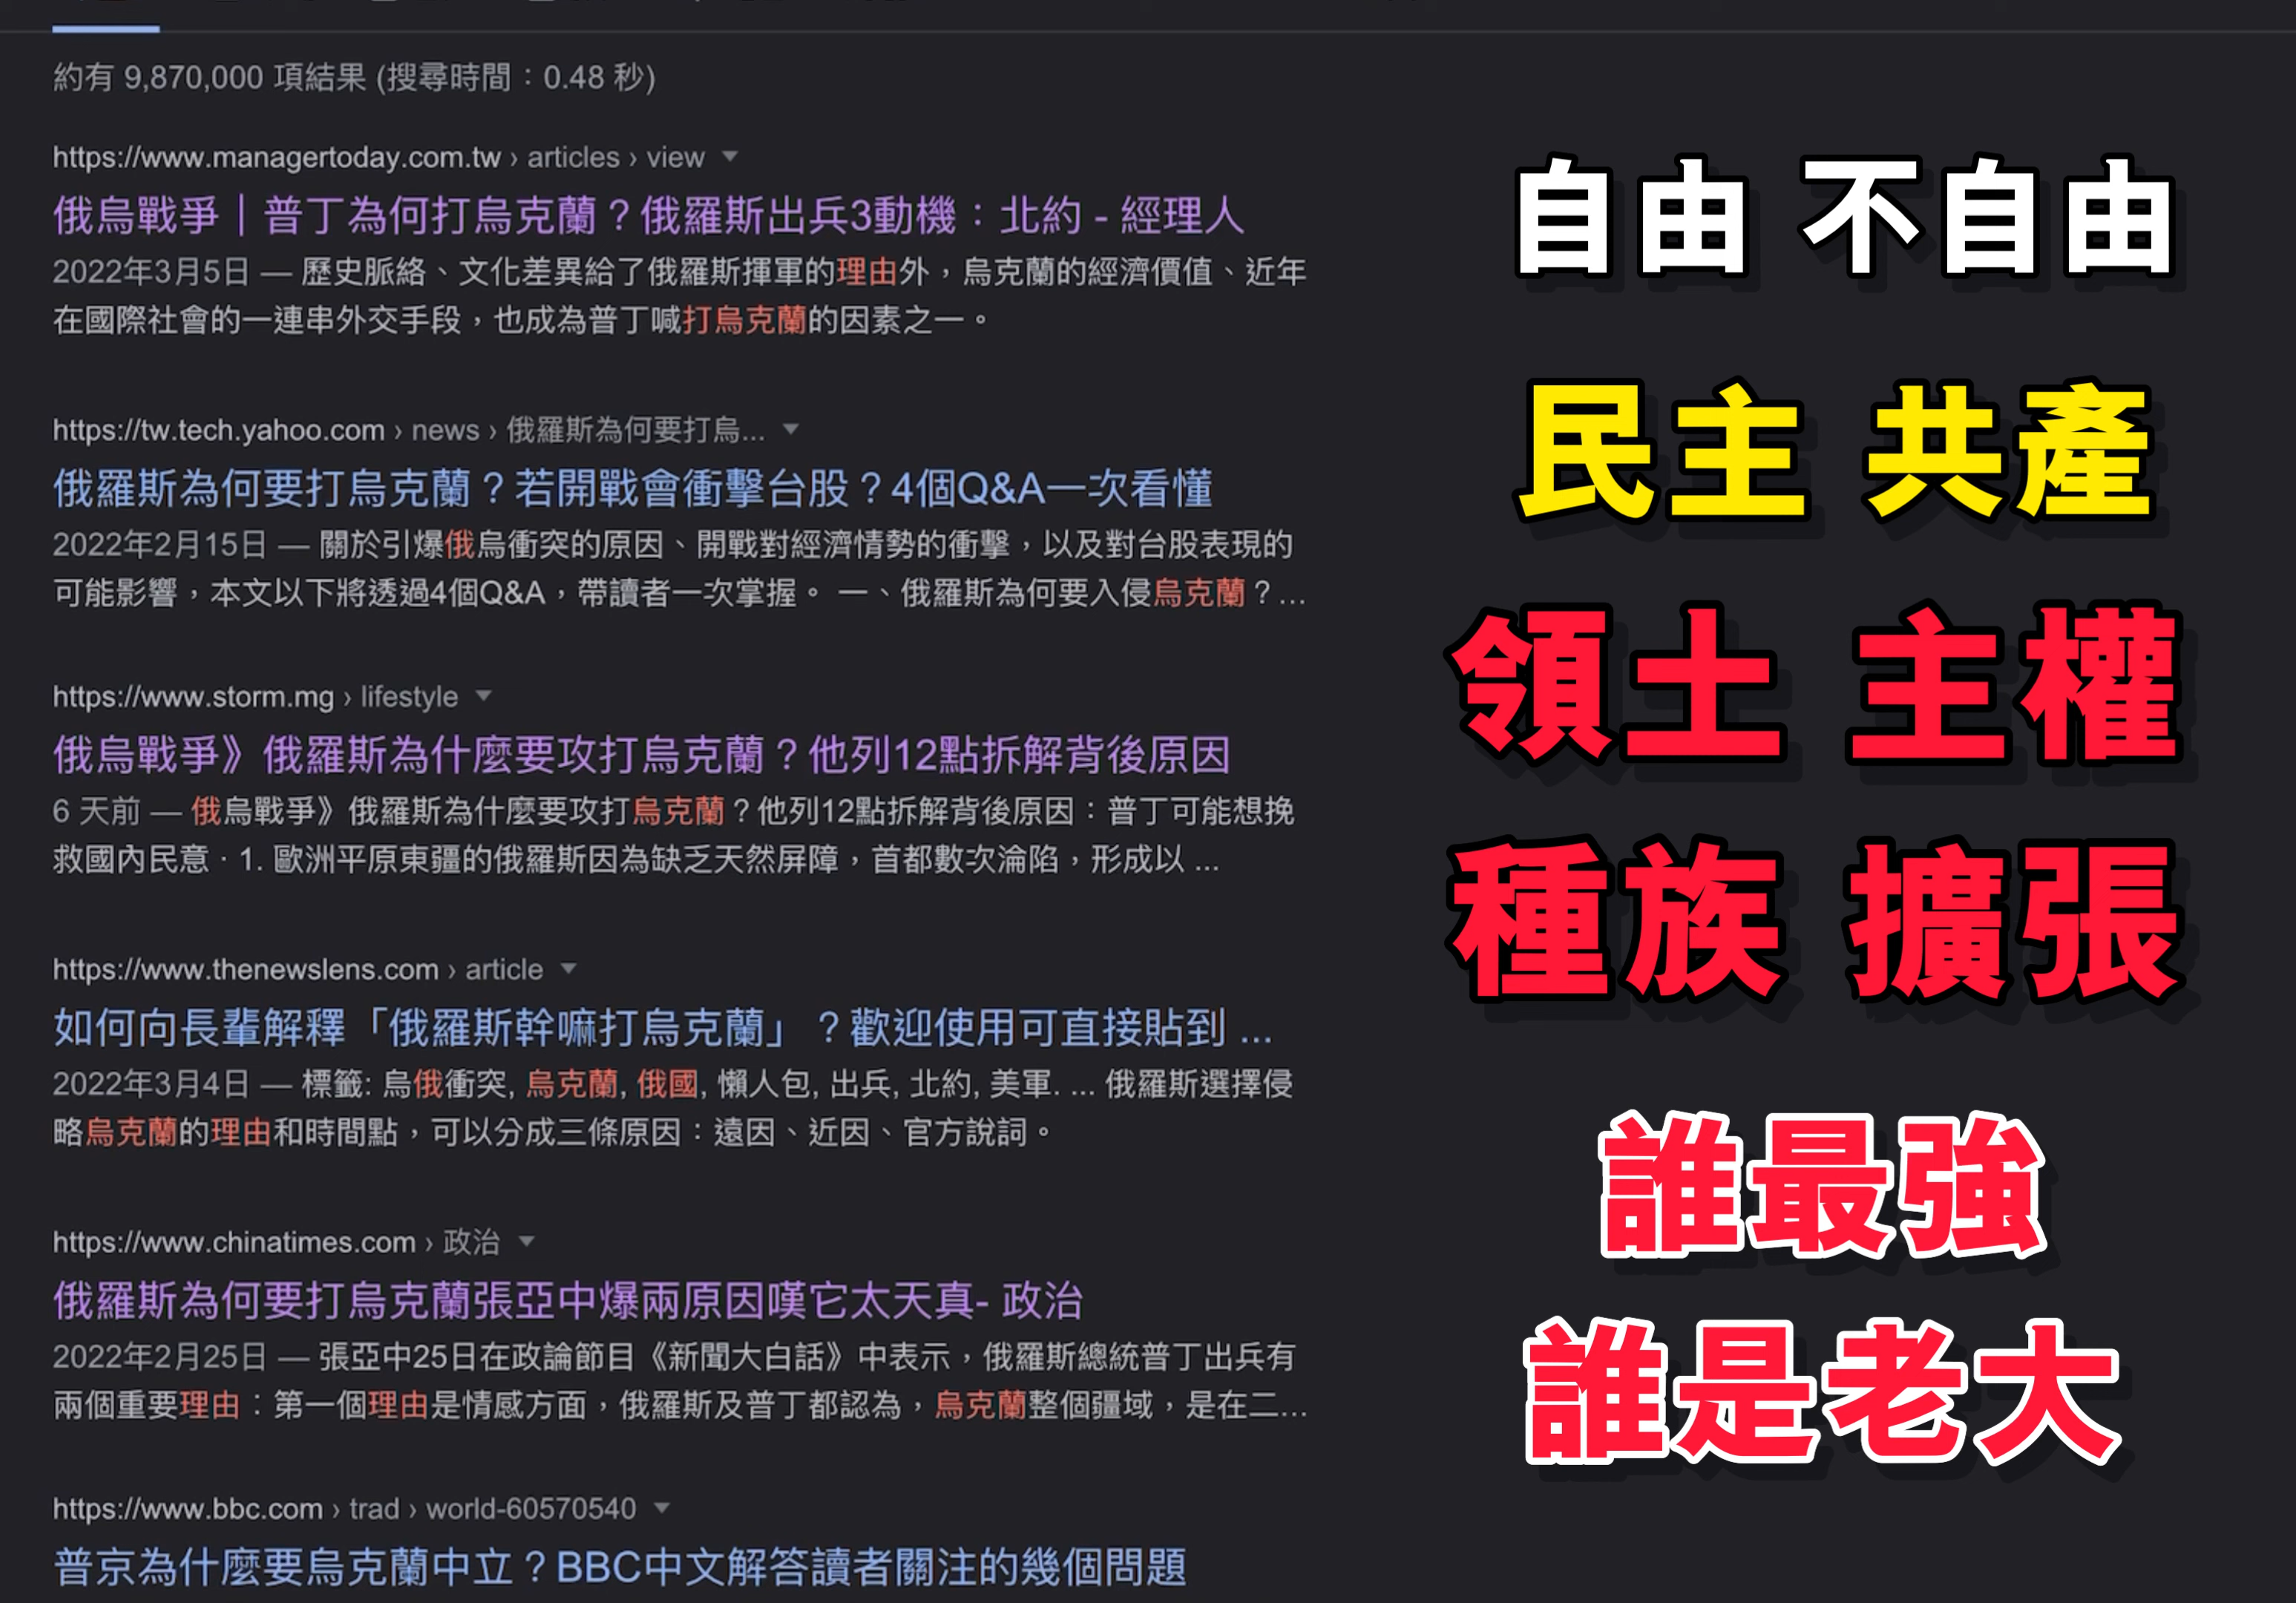 約有 9,870,000 項結果 (搜尋時間：0.48 秒)
https://www.managertoday.com.tw › articles › view
俄烏戰爭｜普丁為何打烏克蘭？俄羅斯出兵3動機：北約 - 經理人
2022年3月5日 — 歷史脈絡、文化差異給了俄羅斯揮軍的理由外，烏克蘭的經濟價值、近年
在國際社會的一連串外交手段，也成為普丁喊打烏克蘭的因素之一。
https://tw.tech.yahoo.com › news › 俄羅斯為何要打烏...
俄羅斯為何要打烏克蘭？若開戰會衝擊台股？4個Q&A一次看懂
2022年2月15日 — 關於引爆俄烏衝突的原因、開戰對經濟情勢的衝擊，以及對台股表現的
可能影響，本文以下將透過4個Q&A，帶讀者一次掌握。 一、俄羅斯為何要入侵烏克蘭？...
https://www.storm.mg › lifestyle
俄烏戰爭》俄羅斯為什麼要攻打烏克蘭？他列12點拆解背後原因
6 天前 — 俄烏戰爭》俄羅斯為什麼要攻打烏克蘭？他列12點拆解背後原因：普丁可能想挽
救國內民意 · 1. 歐洲平原東疆的俄羅斯因為缺乏天然屏障，首都數次淪陷，形成以 ...
https://www.thenewslens.com › article
如何向長輩解釋「俄羅斯幹嘛打烏克蘭」？歡迎使用可直接貼到 ...
2022年3月4日 — 標籤: 烏俄衝突, 烏克蘭, 俄國, 懶人包, 出兵, 北約, 美軍. ... 俄羅斯選擇侵
略烏克蘭的理由和時間點，可以分成三條原因：遠因、近因、官方說詞。
https://www.chinatimes.com › 政治
俄羅斯為何要打烏克蘭張亞中爆兩原因嘆它太天真- 政治
2022年2月25日 — 張亞中25日在政論節目《新聞大白話》中表示，俄羅斯總統普丁出兵有
兩個重要理由：第一個理由是情感方面，俄羅斯及普丁都認為，烏克蘭整個疆域，是在二...
https://www.bbc.com › trad › world-60570540
普京為什麼要烏克蘭中立？BBC中文解答讀者關注的幾個問題
自由 不自由
民主 共產
領土 主權
種族 擴張
誰最強
誰是老大